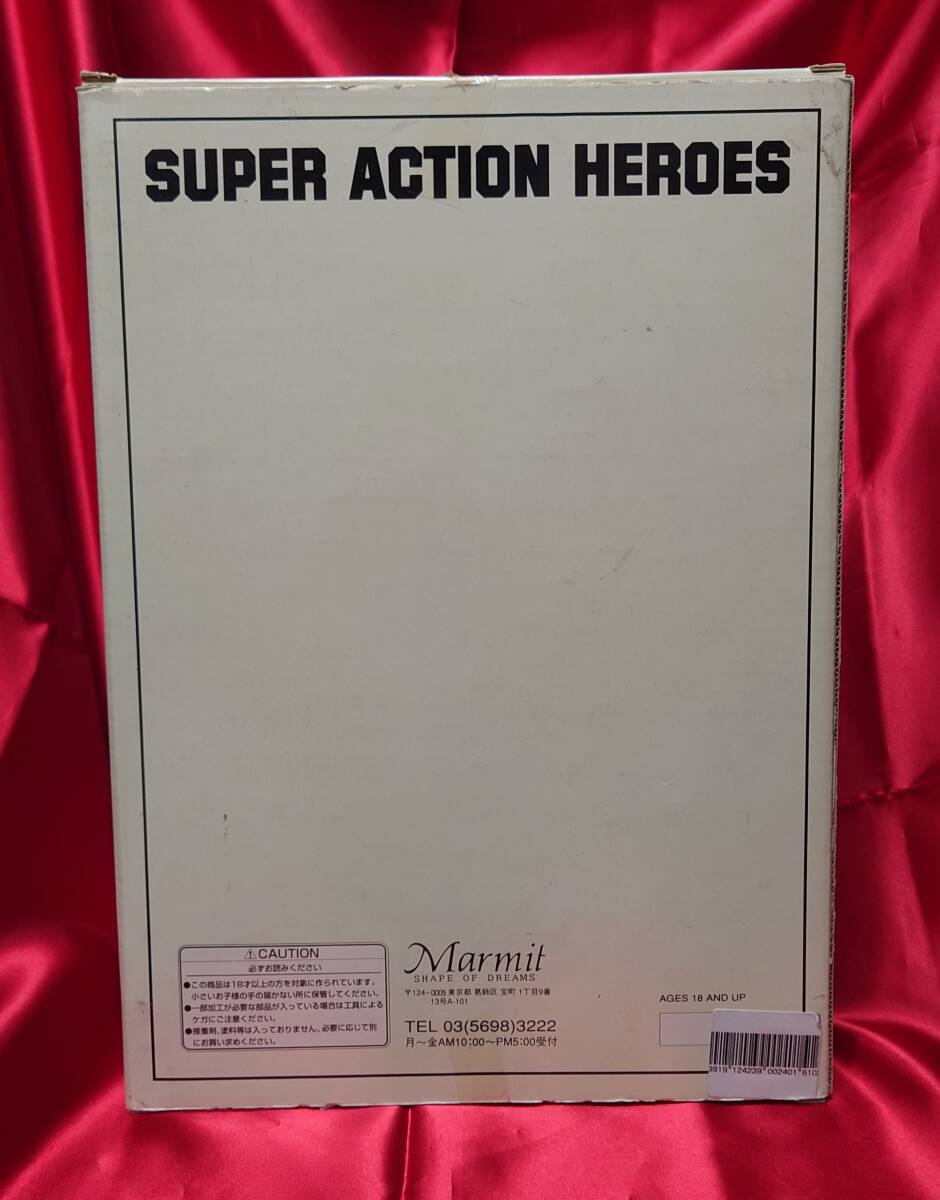 SUPER ACTION HEROES
⚠CAUTION
必ずお読みください
●この商品は18才以上の方を対象に作られています。
小さいお子様の手の届かない所に保管してください。
●一部加工が必要な部品が入っている場合は工具による
ケガにご注意ください。
●接着剤、塗料等は入っておりません。必要に応じて別
にお買い求めください。
Marmit
SHAPE OF DREAMS
〒124-0005 東京都 葛飾区 宝町 1丁目9番
13号A-101
TEL 03(5698)3222
月〜金AM10:00〜PM5:00受付
AGES 18 AND UP
9919 124239 002401 510